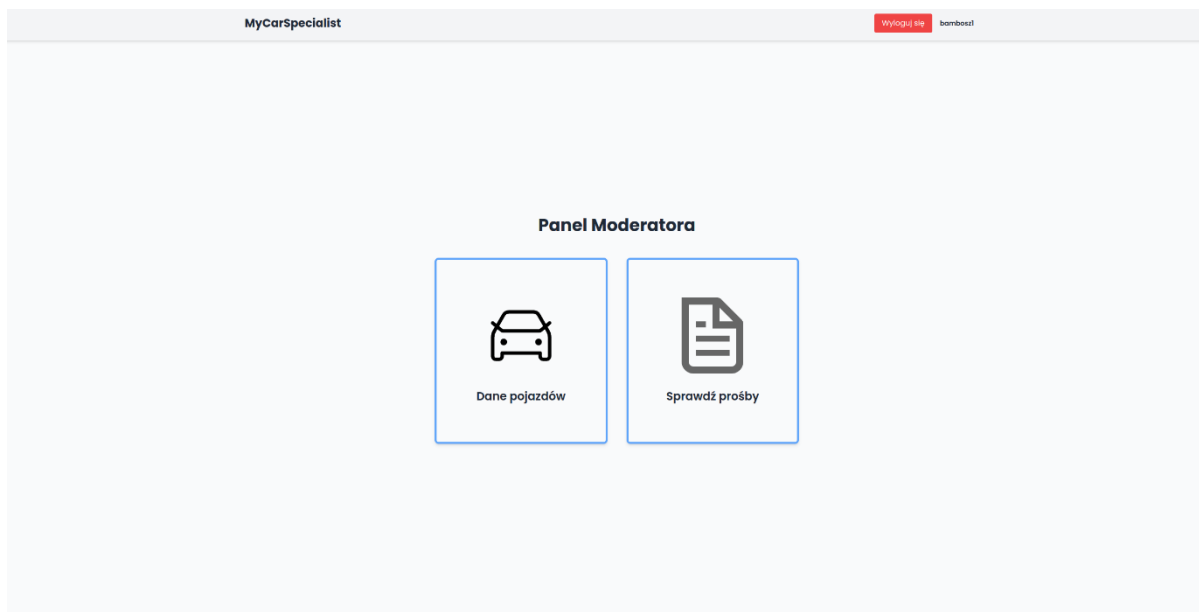 MyCarSpecialist
Wyloguj się bambosz1
Panel Moderatora
Dane pojazdów
Sprawdź prośby